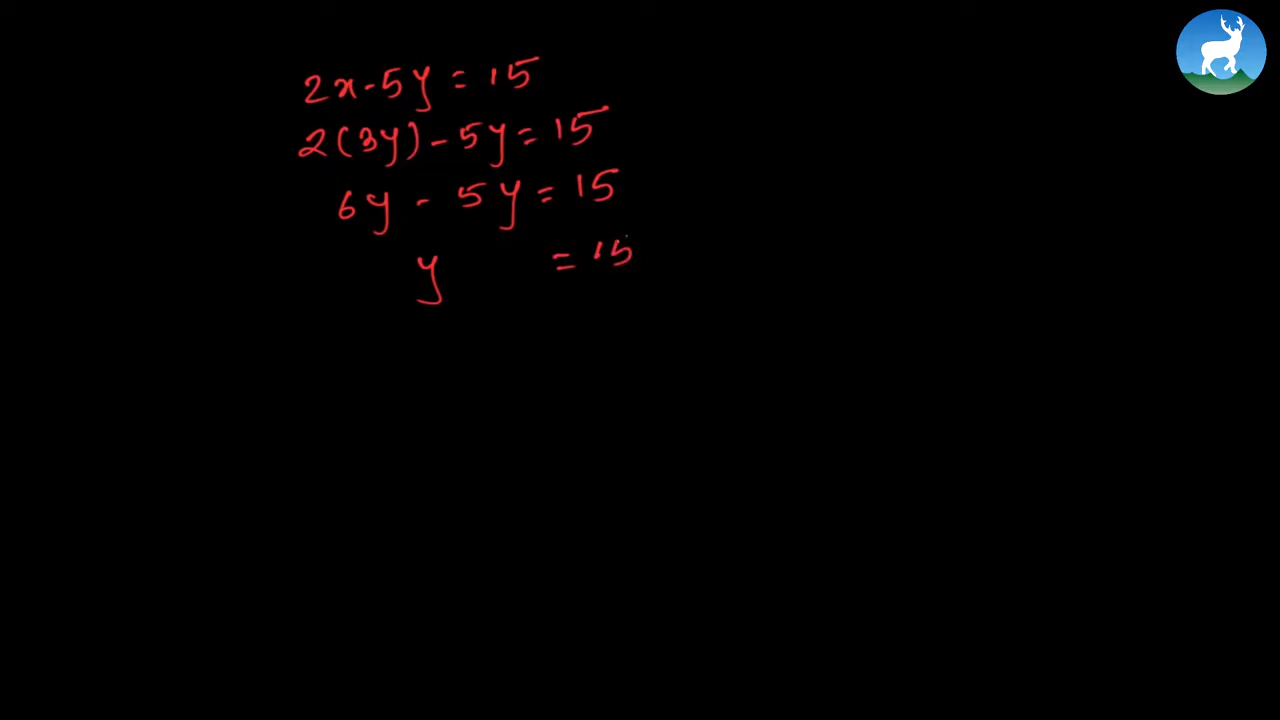 2x - 5y = 15
2(3y) - 5y = 15
6y - 5y = 15
y = 15